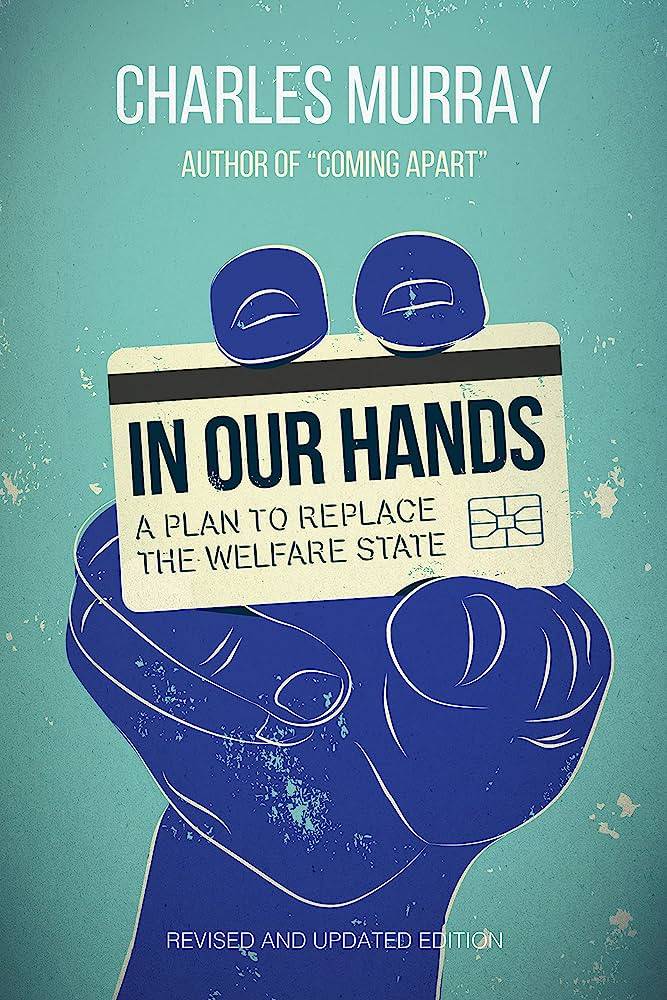 CHARLES MURRAY
AUTHOR OF “COMING APART”
IN OUR HANDS
A PLAN TO REPLACE
THE WELFARE STATE
REVISED AND UPDATED EDITION